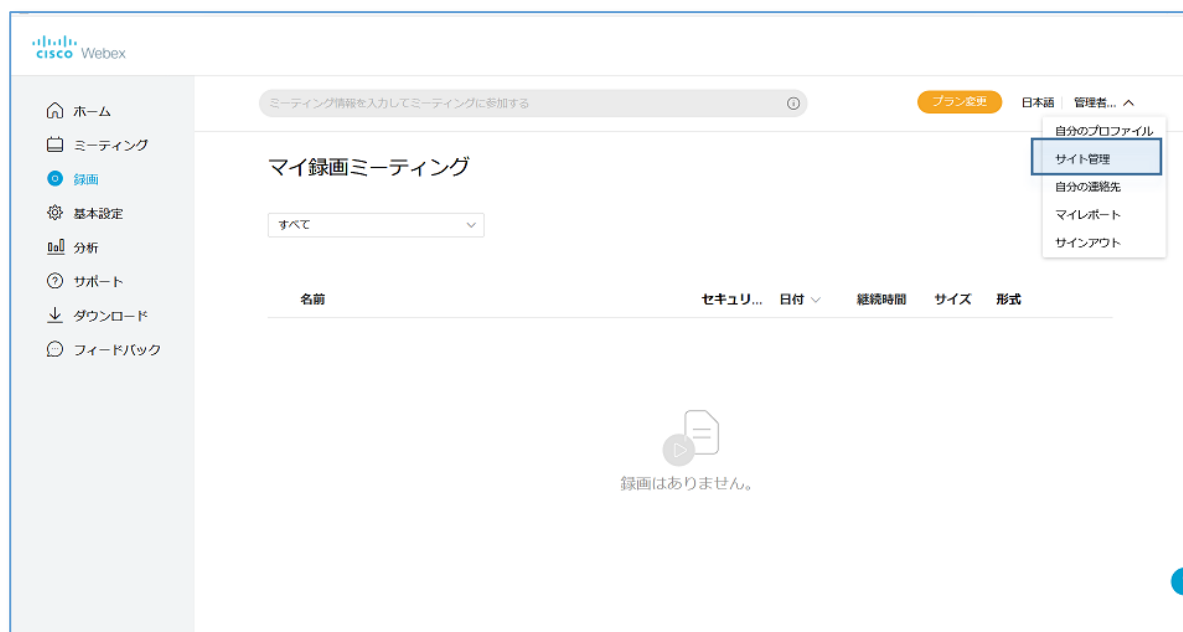 CISCO Webex
ホーム
ミーティング
録画
基本設定
分析
サポート
ダウンロード
フィードバック
ミーティング情報を入力してミーティングに参加する
プラン変更 日本語 管理者...
自分のプロファイル
サイト管理
自分の連絡先
マイレポート
サインアウト
マイ録画ミーティング
すべて
名前 セキュリ... 日付 継続時間 サイズ 形式
録画はありません。